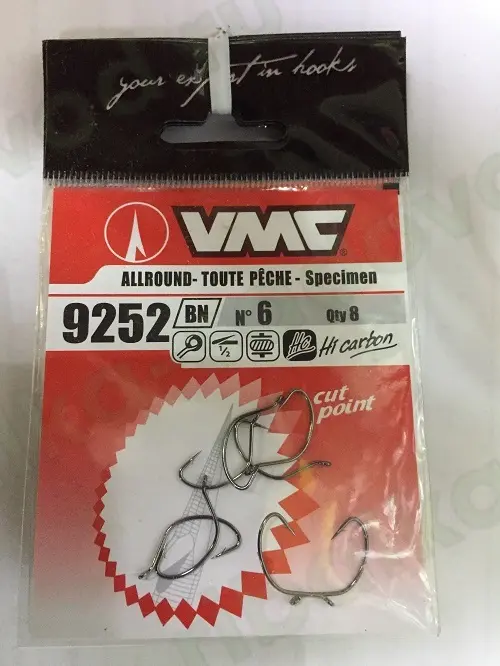 your expert in hooks
VMC®
ALLROUND- TOUTE PÊCHE - Specimen
9252 BN N° 6 Qty 8
1/2 Hi carbon
cut
point